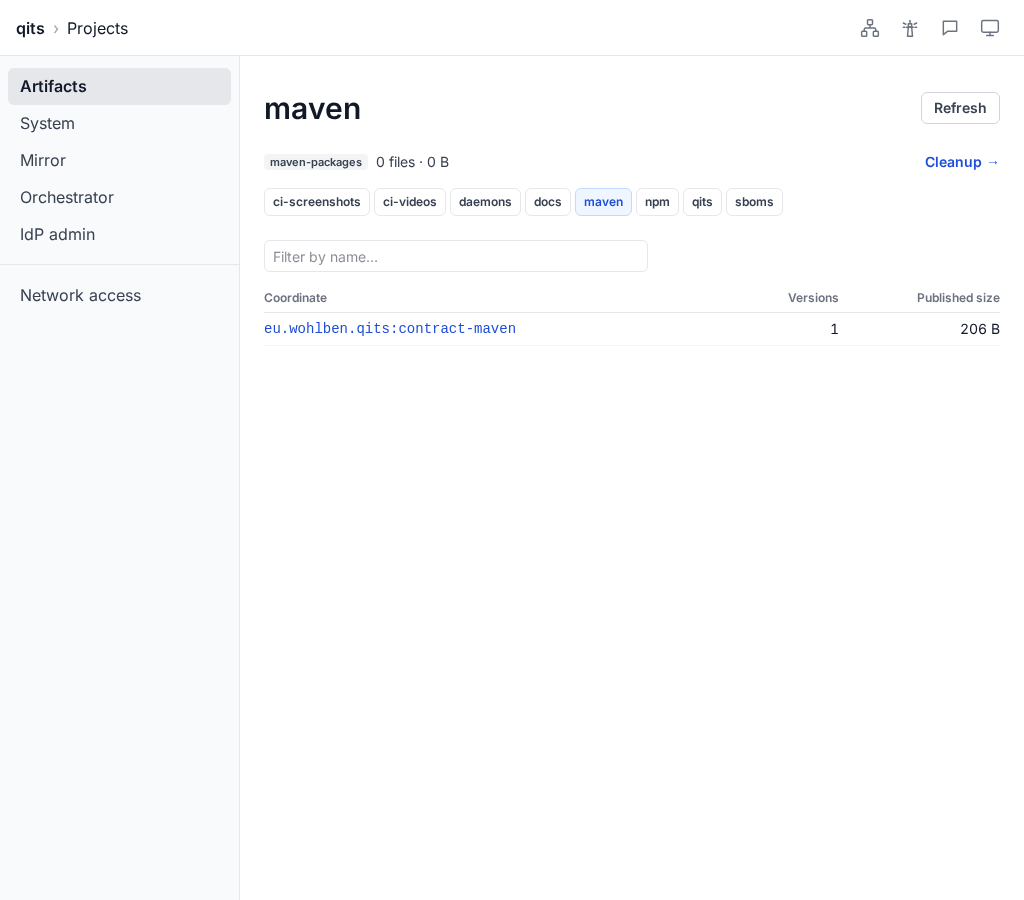 qits › Projects
Artifacts
System
Mirror
Orchestrator
IdP admin
Network access
maven
Refresh
maven-packages 0 files · 0 B
Cleanup →
ci-screenshots ci-videos daemons docs maven npm qits sboms
Filter by name...
Coordinate Versions Published size
eu.wohlben.qits:contract-maven 1 206 B